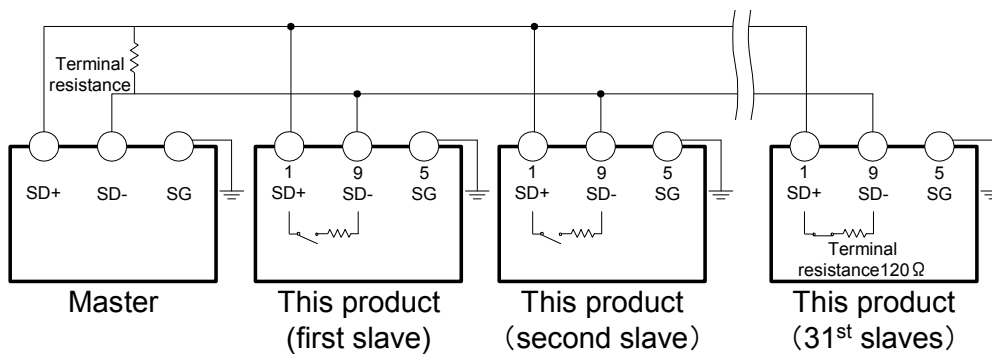 Terminal
resistance
SD+ SD- SG
1 9 5
SD+ SD- SG
1 9 5
SD+ SD- SG
1 9 5
SD+ SD- SG
Terminal
resistance120Ω
Master
This product
(first slave)
This product
(second slave)
This product
(31st slaves)